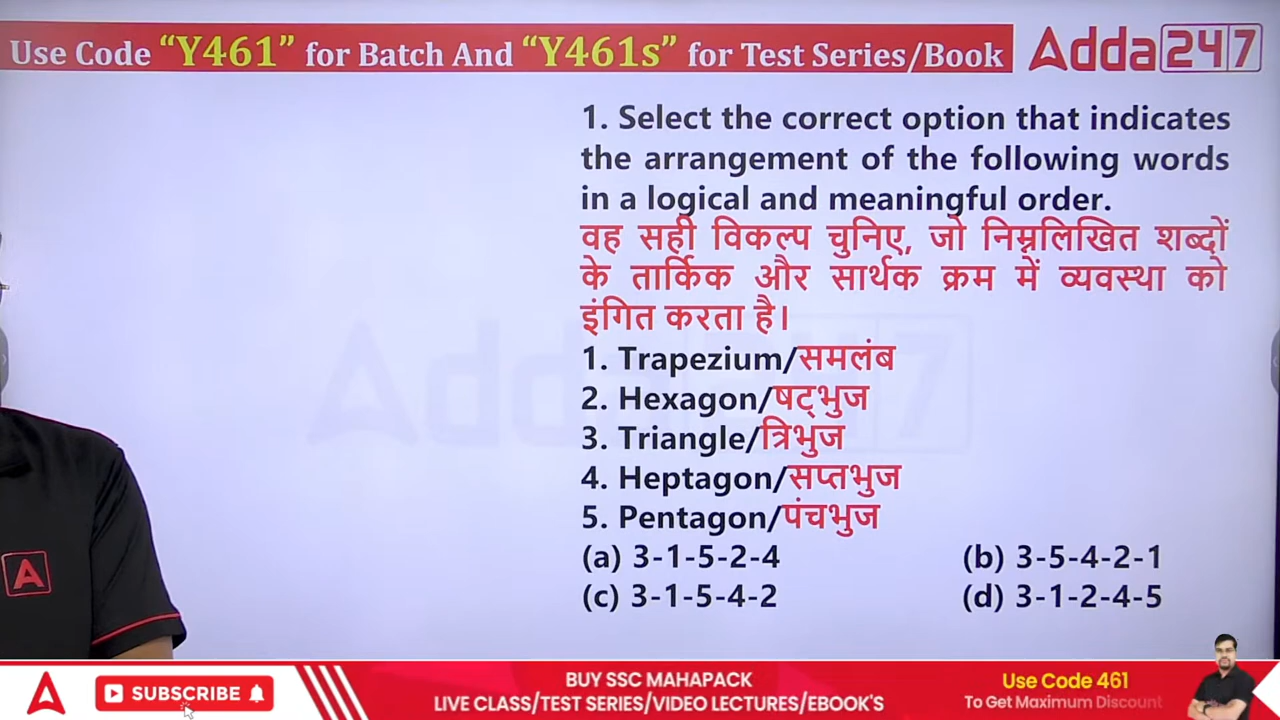 Use Code “Y461” for Batch And “Y461s” for Test Series/Book
Adda247
1. Select the correct option that indicates
the arrangement of the following words
in a logical and meaningful order.
वह सही विकल्प चुनिए, जो निम्नलिखित शब्दों
के तार्किक और सार्थक क्रम में व्यवस्था को
इंगित करता है।
1. Trapezium/समलंब
2. Hexagon/षट्भुज
3. Triangle/त्रिभुज
4. Heptagon/सप्तभुज
5. Pentagon/पंचभुज
(a) 3-1-5-2-4 (b) 3-5-4-2-1
(c) 3-1-5-4-2 (d) 3-1-2-4-5
A
SUBSCRIBE
BUY SSC MAHAPACK
LIVE CLASS/TEST SERIES/VIDEO LECTURES/EBOOK'S
Use Code 461
To Get Maximum Discount